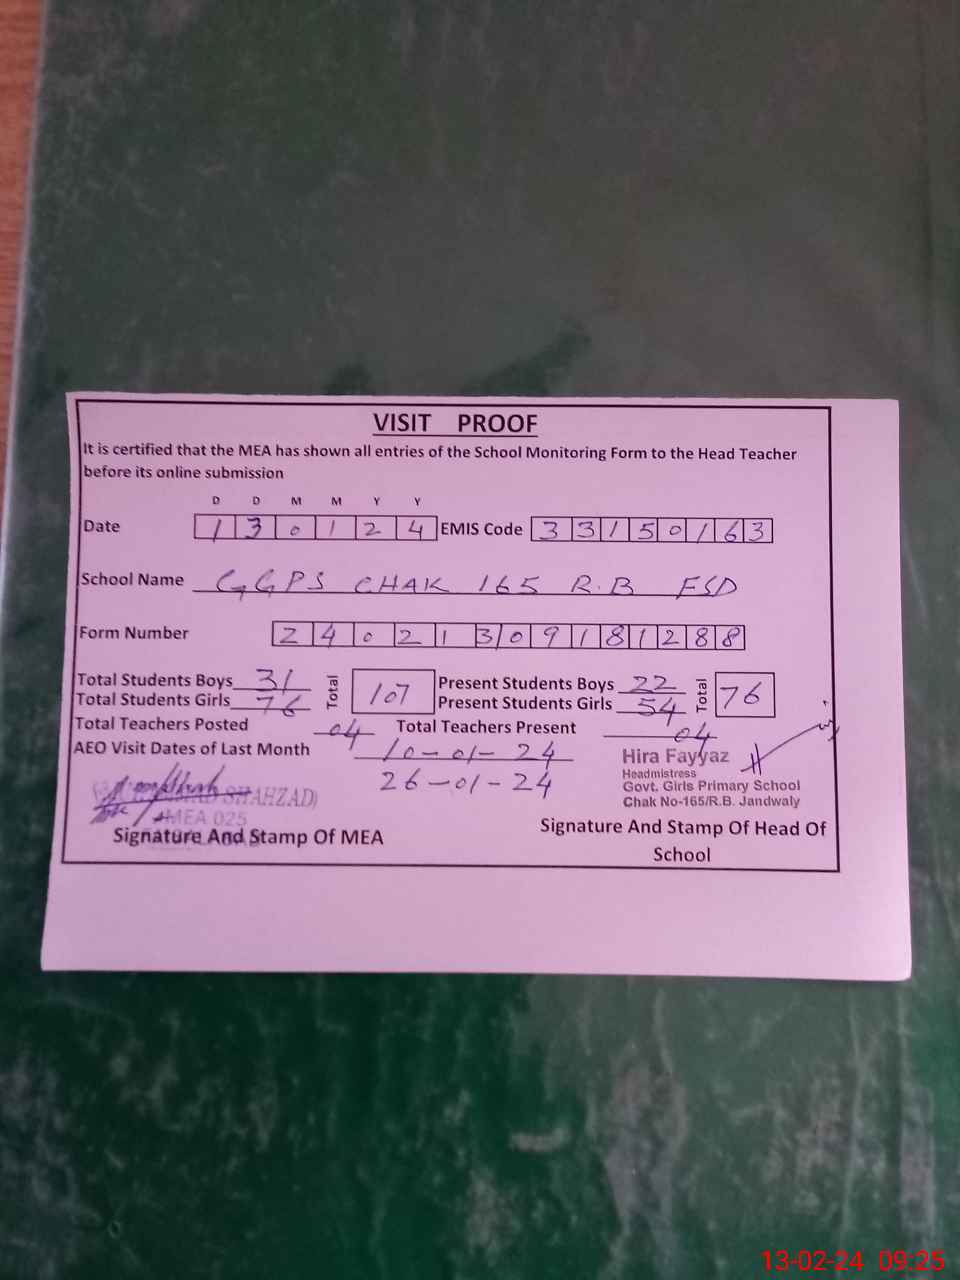 VISIT PROOF
It is certified that the MEA has shown all entries of the School Monitoring Form to the Head Teacher
before its online submission
D D M M Y Y
Date 1 3 0 1 2 4 EMIS Code 3 3 1 5 0 1 6 3
School Name GGPS CHAK 165 R.B FSD
Form Number 2 4 0 2 1 3 0 9 1 8 1 2 8 8
Total Students Boys 31 Total 107 Present Students Boys 22 Total 76
Total Students Girls 76 Present Students Girls 54
Total Teachers Posted 04 Total Teachers Present 04
AEO Visit Dates of Last Month 10-01-24
26-01-24
Hira Fayyaz
Headmistress
Govt. Girls Primary School
Chak No-165/R.B. Jandwaly
SHAHZAD)
MEA 025
Signature And Stamp Of MEA
Signature And Stamp Of Head Of
School
13-02-24 09:25